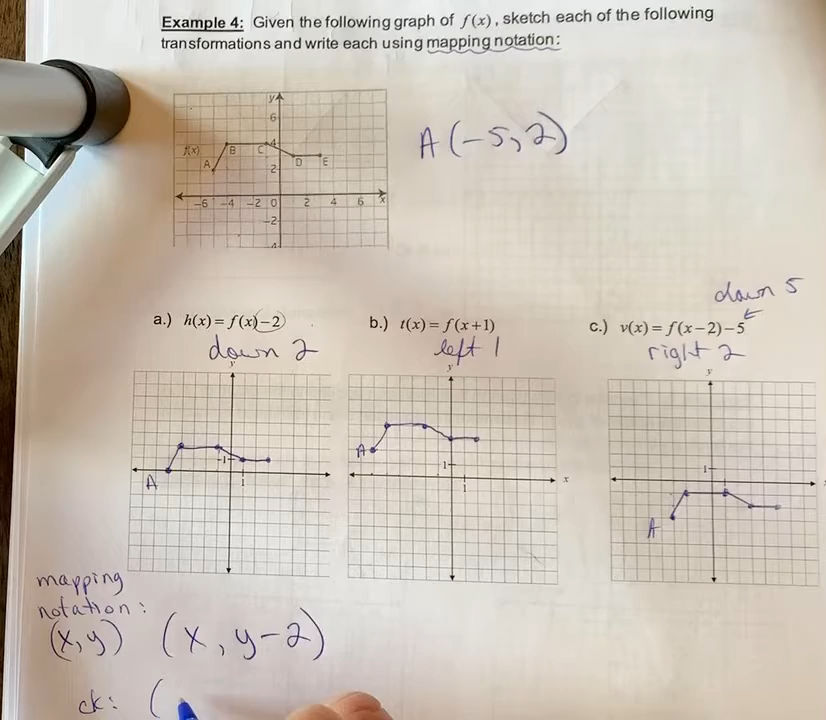 Example 4: Given the following graph of f(x), sketch each of the following
transformations and write each using mapping notation:
y
6
f(x) B C 4
A 2 D E
-6 -4 -2 0 2 4 6 x
-2
A(-5,2)
down 5
a.) h(x)=f(x)-2
b.) t(x)=f(x+1)
c.) v(x)=f(x-2)-5
down 2
left 1
right 2
y
1
1
A
y
1
1
x
A
y
1
A
mapping
notation:
(x,y) (x, y-2)
ck: (